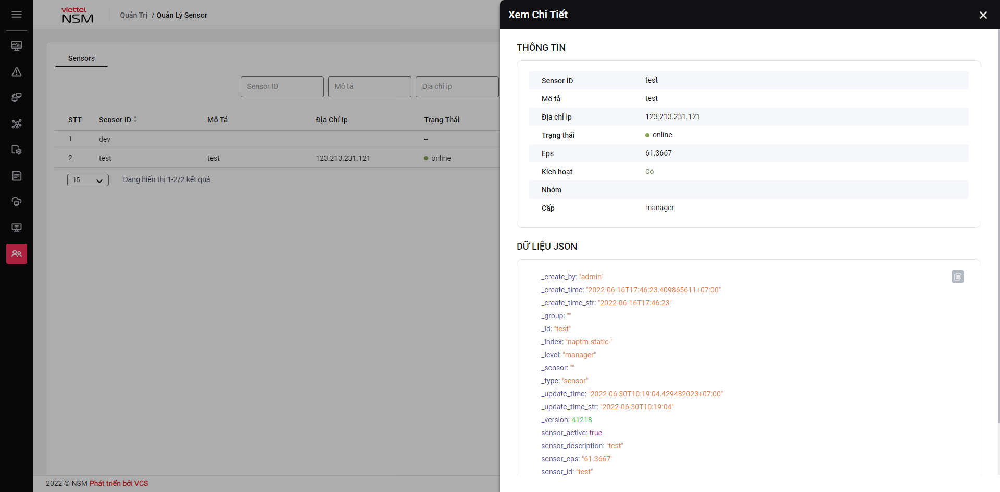 viettel
NSM
Quản Trị / Quản Lý Sensor
Sensors
Sensor ID Mô tả Địa chỉ ip
STT Sensor ID Mô Tả Địa Chỉ Ip Trạng Thái
1 dev --
2 test test 123.213.231.121 online
15 Đang hiển thị 1-2/2 kết quả
2022 © NSM Phát triển bởi VCS
Xem Chi Tiết
THÔNG TIN
Sensor ID test
Mô tả test
Địa chỉ ip 123.213.231.121
Trạng thái online
Eps 61.3667
Kích hoạt Có
Nhóm
Cấp manager
DỮ LIỆU JSON
_create_by: "admin"
_create_time: "2022-06-16T17:46:23.409865611+07:00"
_create_time_str: "2022-06-16T17:46:23"
_group: ""
_id: "test"
_index: "naptm-static-"
_level: "manager"
_sensor: ""
_type: "sensor"
_update_time: "2022-06-30T10:19:04.429482023+07:00"
_update_time_str: "2022-06-30T10:19:04"
_version: 41218
sensor_active: true
sensor_description: "test"
sensor_eps: "61.3667"
sensor_id: "test"